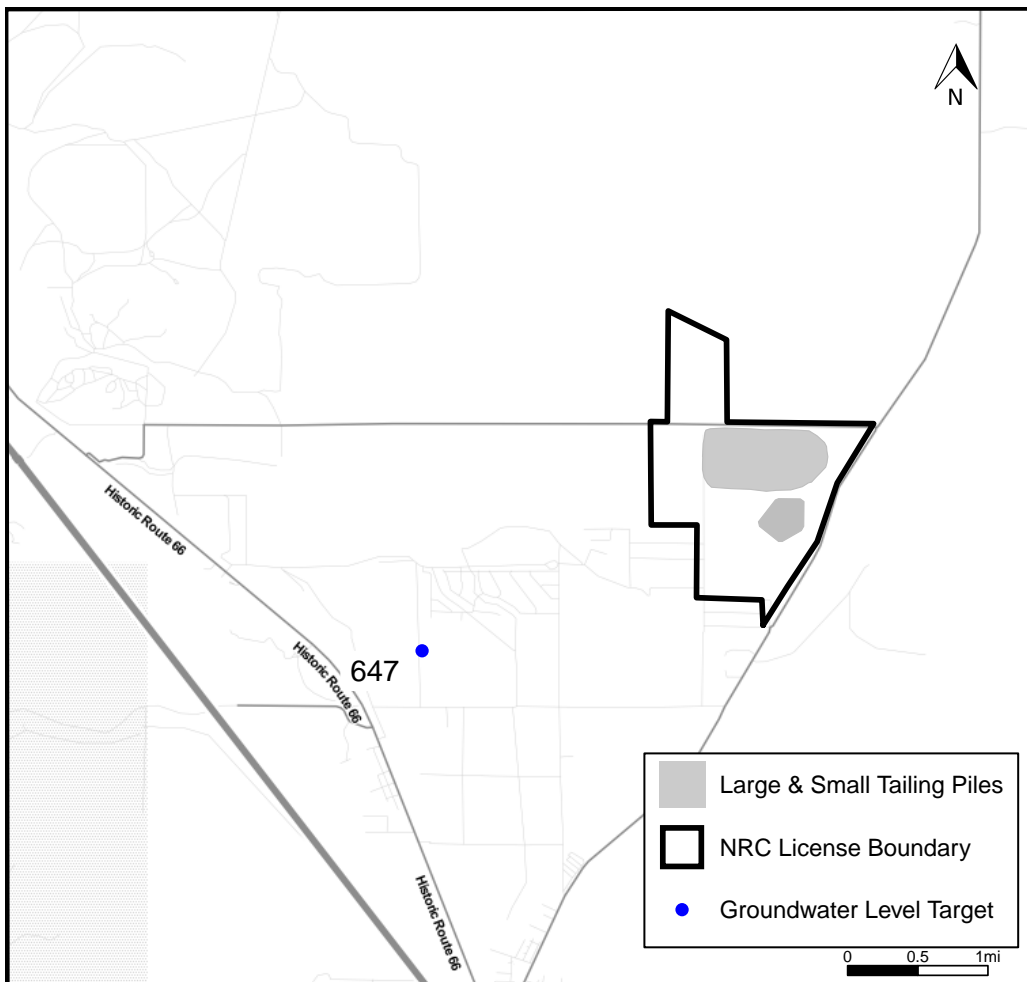 N
Historic Route 66
Historic Route 66
647
Historic Route 66
Large & Small Tailing Piles
NRC License Boundary
Groundwater Level Target
0 0.5 1mi